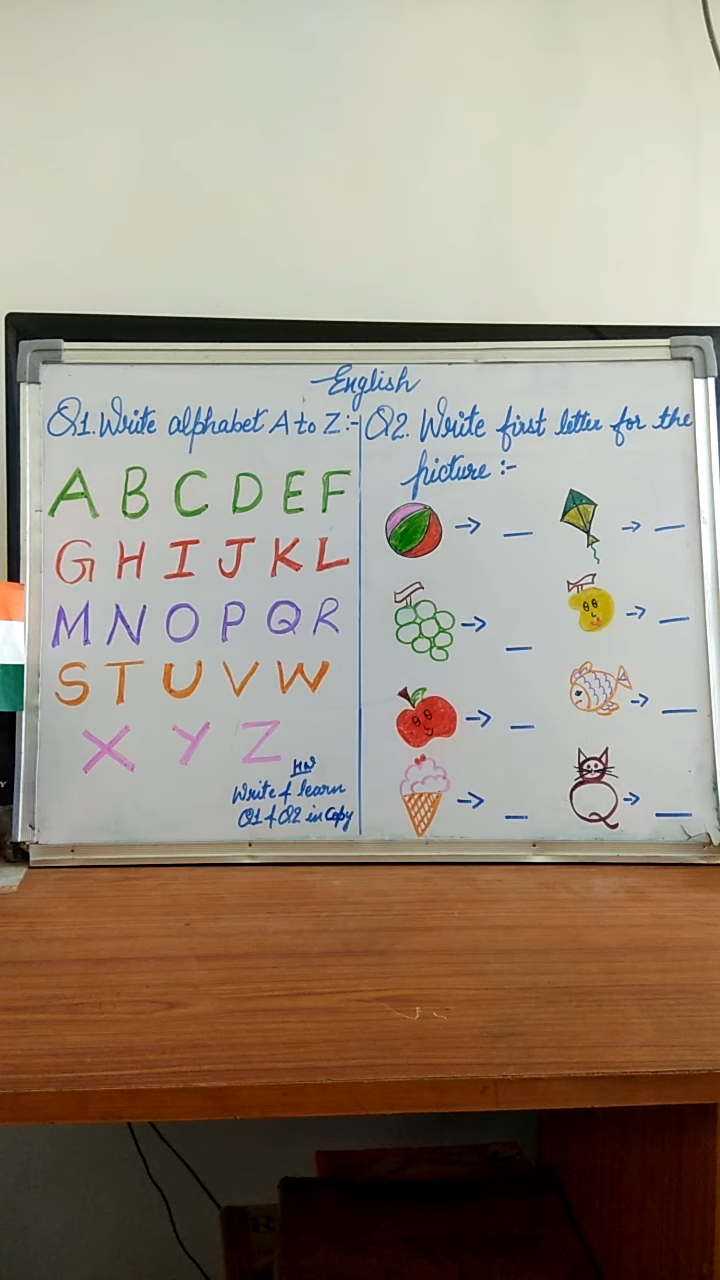 English
Q1. Write alphabet A to Z :-
A B C D E F
G H I J K L
M N O P Q R
S T U V W
X Y Z
HW
Write & learn
Q1 & Q2 in Copy
Q2. Write first letter for the
picture :-